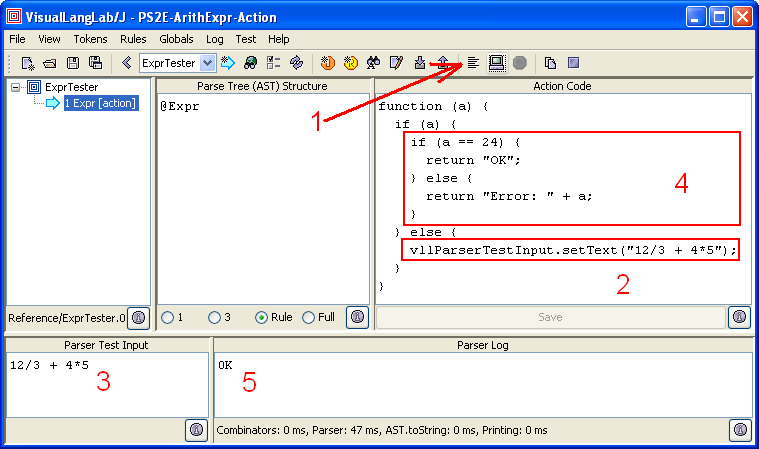 VisualLangLab/J - PS2E-ArithExpr-Action
File View Tokens Rules Globals Log Test Help
ExprTester
1
ExprTester
1 Expr [action]
Reference/ExprTester.0
Parse Tree (AST) Structure
@Expr
1 3 Rule Full
Action Code
function (a) {
if (a) {
if (a == 24) {
return "OK";
} else {
return "Error: " + a;
}
} else {
vllParserTestInput.setText("12/3 + 4*5");
}
}
4
2
Save
Parser Test Input
12/3 + 4*5
3
Parser Log
OK
5
Combinators: 0 ms, Parser: 47 ms, AST.toString: 0 ms, Printing: 0 ms